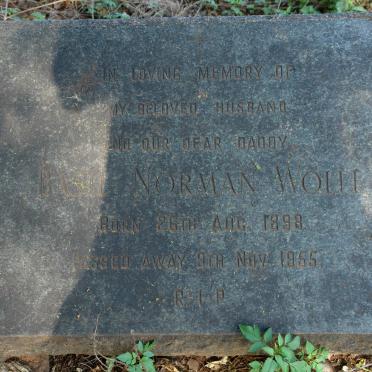 IN LOVING MEMORY OF
MY BELOVED HUSBAND
AND OUR DEAR DADDY
NORMAN WOLFE
BORN 26TH AUG. 1898
PASSED AWAY 9TH NOV. 1955
R.I.P.